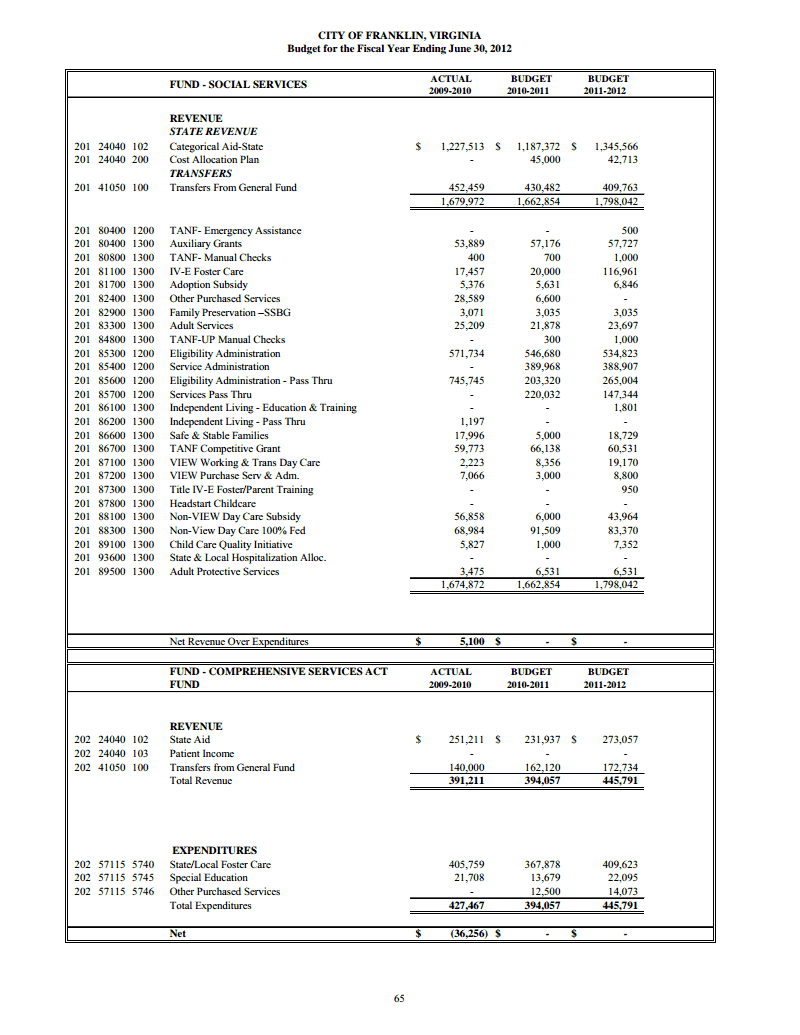 CITY OF FRANKLIN, VIRGINIA
Budget for the Fiscal Year Ending June 30, 2012
FUND - SOCIAL SERVICES ACTUAL 2009-2010 BUDGET 2010-2011 BUDGET 2011-2012
REVENUE
STATE REVENUE
201 24040 102 Categorical Aid-State $ 1,227,513 $ 1,187,372 $ 1,345,566
201 24040 200 Cost Allocation Plan - 45,000 42,713
TRANSFERS
201 41050 100 Transfers From General Fund 452,459 430,482 409,763
1,679,972 1,662,854 1,798,042
201 80400 1200 TANF- Emergency Assistance - - 500
201 80400 1300 Auxiliary Grants 53,889 57,176 57,727
201 80800 1300 TANF- Manual Checks 400 700 1,000
201 81100 1300 IV-E Foster Care 17,457 20,000 116,961
201 81700 1300 Adoption Subsidy 5,376 5,631 6,846
201 82400 1300 Other Purchased Services 28,589 6,600 -
201 82900 1300 Family Preservation –SSBG 3,071 3,035 3,035
201 83300 1300 Adult Services 25,209 21,878 23,697
201 84800 1300 TANF-UP Manual Checks - 300 1,000
201 85300 1200 Eligibility Administration 571,734 546,680 534,823
201 85400 1200 Service Administration - 389,968 388,907
201 85600 1200 Eligibility Administration - Pass Thru 745,745 203,320 265,004
201 85700 1200 Services Pass Thru - 220,032 147,344
201 86100 1300 Independent Living - Education & Training - - 1,801
201 86200 1300 Independent Living - Pass Thru 1,197 - -
201 86600 1300 Safe & Stable Families 17,996 5,000 18,729
201 86700 1300 TANF Competitive Grant 59,773 66,138 60,531
201 87100 1300 VIEW Working & Trans Day Care 2,223 8,356 19,170
201 87200 1300 VIEW Purchase Serv & Adm. 7,066 3,000 8,800
201 87300 1300 Title IV-E Foster/Parent Training - - 950
201 87800 1300 Headstart Childcare - - -
201 88100 1300 Non-VIEW Day Care Subsidy 56,858 6,000 43,964
201 88300 1300 Non-View Day Care 100% Fed 68,984 91,509 83,370
201 89100 1300 Child Care Quality Initiative 5,827 1,000 7,352
201 93600 1300 State & Local Hospitalization Alloc. - - -
201 89500 1300 Adult Protective Services 3,475 6,531 6,531
1,674,872 1,662,854 1,798,042
Net Revenue Over Expenditures $ 5,100 $ - $ -
FUND - COMPREHENSIVE SERVICES ACT ACTUAL BUDGET BUDGET
FUND 2009-2010 2010-2011 2011-2012
REVENUE
202 24040 102 State Aid $ 251,211 $ 231,937 $ 273,057
202 24040 103 Patient Income - - -
202 41050 100 Transfers from General Fund 140,000 162,120 172,734
Total Revenue 391,211 394,057 445,791
EXPENDITURES
202 57115 5740 State/Local Foster Care 405,759 367,878 409,623
202 57115 5745 Special Education 21,708 13,679 22,095
202 57115 5746 Other Purchased Services - 12,500 14,073
Total Expenditures 427,467 394,057 445,791
Net $ (36,256) $ - $ -
65